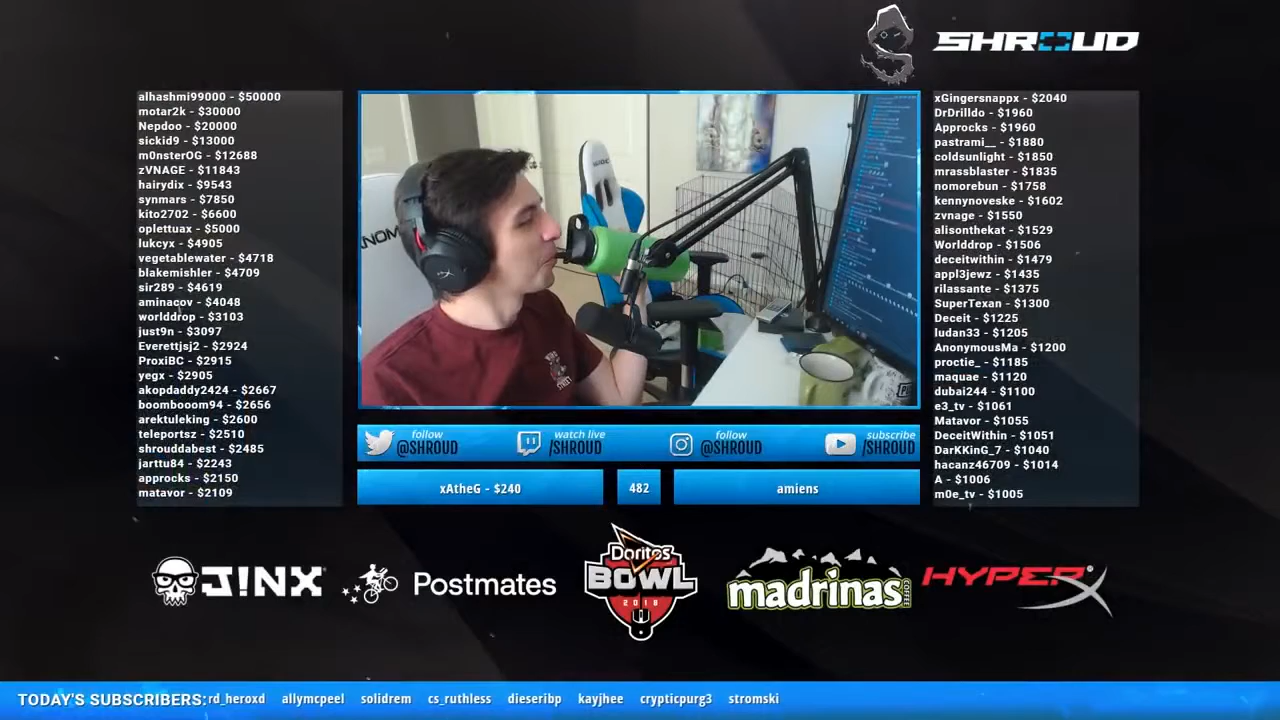 SHROUD
alhashmi99000 - $50000
motar2k - $30000
Nepdoo - $20000
sickid9 - $13000
m0nsterOG - $12688
zVNAGE - $11843
hairydix - $9543
synmars - $7850
kito2702 - $6600
oplettuax - $5000
lukcyx - $4905
vegetablewater - $4718
blakemishler - $4709
sir289 - $4619
aminacov - $4048
worlddrop - $3103
just9n - $3097
Everettjsj2 - $2924
ProxiBC - $2915
yegx - $2905
akopdaddy2424 - $2667
boombooom94 - $2656
arektuleking - $2600
teleportsz - $2510
shrouddabest - $2485
jarttu84 - $2243
approcks - $2150
matavor - $2109
xGingersnappx - $2040
DrDrilldo - $1960
Approcks - $1960
pastrami__ - $1880
coldsunlight - $1850
mrassblaster - $1835
nomorebun - $1758
kennynoveske - $1602
zvnage - $1550
alisonthekat - $1529
Worlddrop - $1506
deceitwithin - $1479
appl3jewz - $1435
rilassante - $1375
SuperTexan - $1300
Deceit - $1225
ludan33 - $1205
AnonymousMa - $1200
proctie_ - $1185
maquae - $1120
dubai244 - $1100
e3_tv - $1061
Matavor - $1055
DeceitWithin - $1051
DarKKinG_7 - $1040
hacanz46709 - $1014
A - $1006
m0e_tv - $1005
follow @SHROUD
watch live /SHROUD
follow @SHROUD
subscribe /SHROUD
xAtheG - $240
482
amiens
J!NX
Postmates
Doritos
BOWL
2018
madrinas
COFFEE
HYPERX
TODAY'S SUBSCRIBERS: rd_heroxd allymcpeel solidrem cs_ruthless dieseribp kayjhee crypticpurg3 stromski